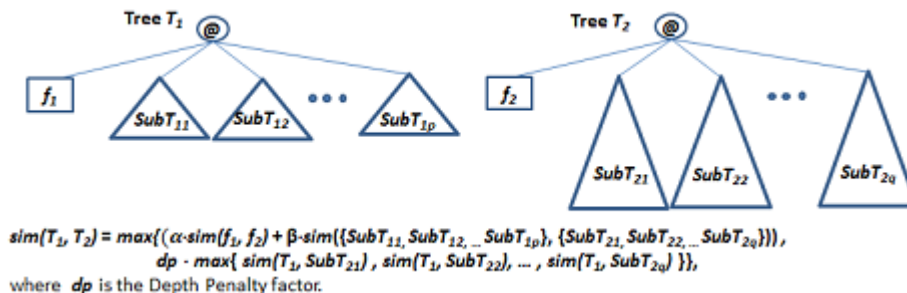 Tree T₁ @ Tree T₂ @
f₁ SubT₁₁ SubT₁₂ ••• SubT₁ₚ f₂ SubT₂₁ SubT₂₂ ••• SubT₂q
sim(T₁, T₂) = max{(α·sim(f₁, f₂) + β·sim({SubT₁₁, SubT₁₂, ... SubT₁ₚ}, {SubT₂₁, SubT₂₂, ... SubT₂q})) ,
dp - max{ sim(T₁, SubT₂₁) , sim(T₁, SubT₂₂), ... , sim(T₁, SubT₂q) }},
where dp is the Depth Penalty factor.